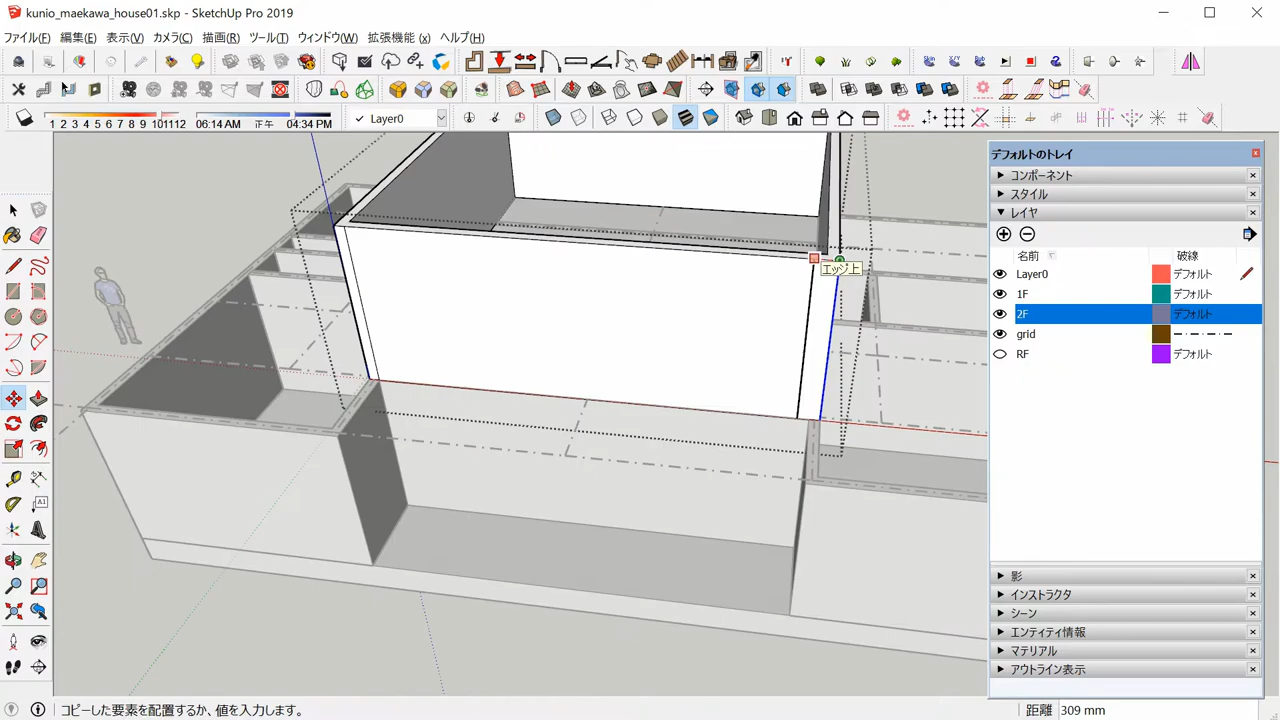 kunio_maekawa_house01.skp - SketchUp Pro 2019
ファイル(F) 編集(E) 表示(V) カメラ(C) 描画(R) ツール(T) ウィンドウ(W) 拡張機能 (x) ヘルプ(H)
1 2 3 4 5 6 7 8 9 101112 06:14 AM 正午 04:34 PM Layer0
デフォルトのトレイ
コンポーネント
スタイル
レイヤ
名前 破線
Layer0 デフォルト
1F デフォルト
2F デフォルト
grid
RF デフォルト
エッジ上
A1
影
インストラクタ
シーン
エンティティ情報
マテリアル
アウトライン表示
コピーした要素を配置するか、値を入力します。 距離 309 mm